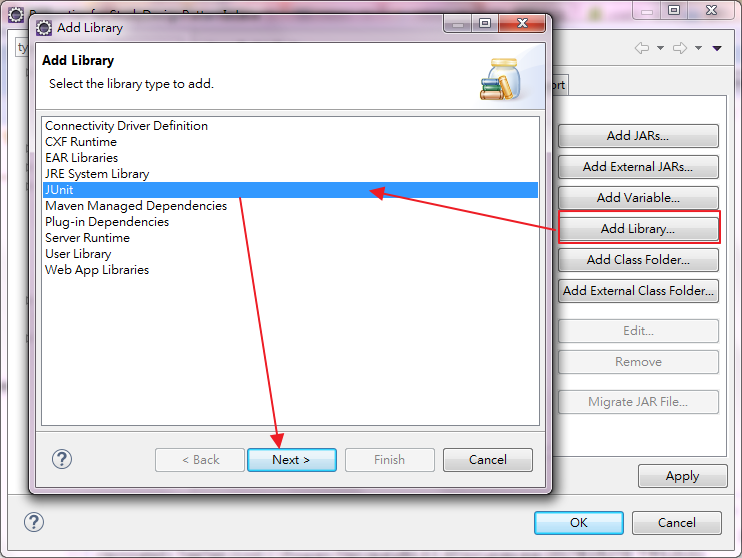 Add Library
Add Library
Select the library type to add.
Connectivity Driver Definition
CXF Runtime
EAR Libraries
JRE System Library
JUnit
Maven Managed Dependencies
Plug-in Dependencies
Server Runtime
User Library
Web App Libraries
< Back
Next >
Finish
Cancel
Add JARs...
Add External JARs...
Add Variable...
Add Library...
Add Class Folder...
Add External Class Folder...
Edit...
Remove
Migrate JAR File...
Apply
OK
Cancel